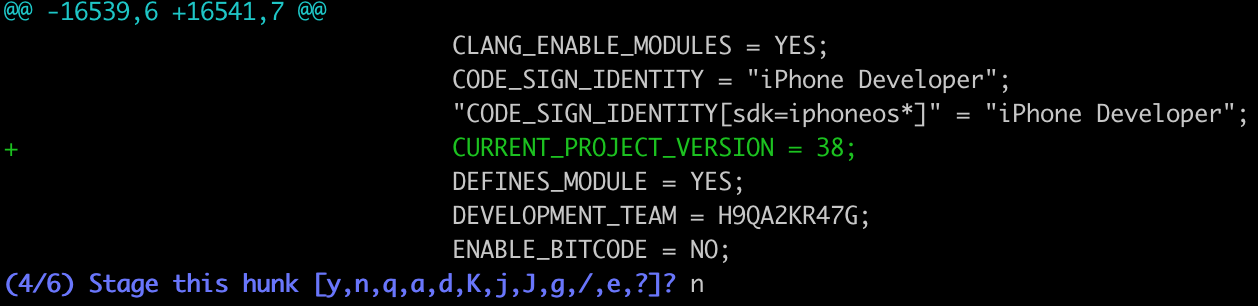 @@ -16539,6 +16541,7 @@
CLANG_ENABLE_MODULES = YES;
CODE_SIGN_IDENTITY = "iPhone Developer";
"CODE_SIGN_IDENTITY[sdk=iphoneos*]" = "iPhone Developer";
+ CURRENT_PROJECT_VERSION = 38;
DEFINES_MODULE = YES;
DEVELOPMENT_TEAM = H9QA2KR47G;
ENABLE_BITCODE = NO;
(4/6) Stage this hunk [y,n,q,a,d,K,j,J,g,/,e,?]? n